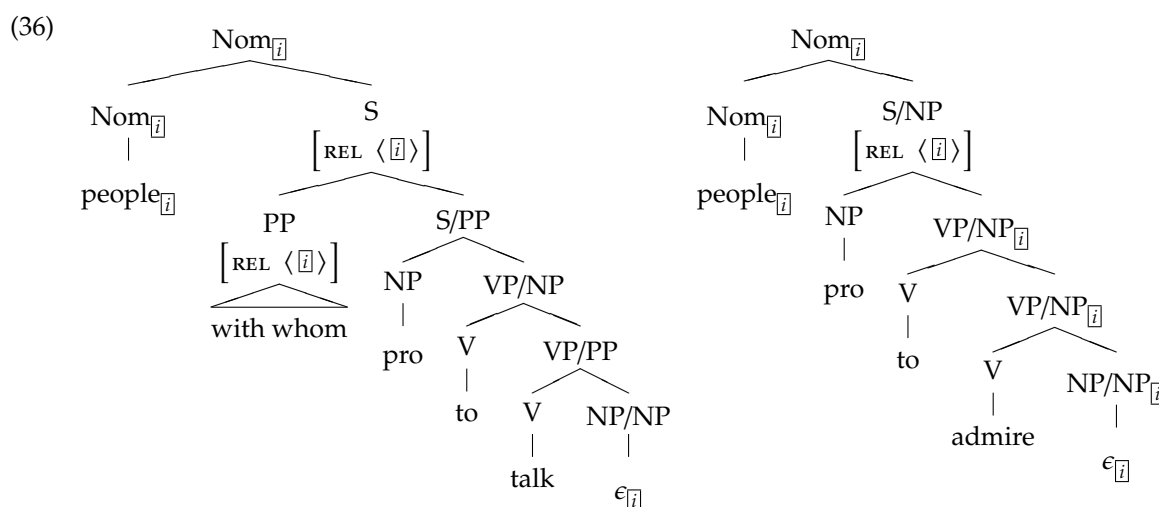 (36)
Nom[i] Nom[i]
Nom[i] S Nom[i] S/NP
[REL ⟨[i]⟩] [REL ⟨[i]⟩]
people[i] people[i]
PP S/PP NP VP/NP[i]
[REL ⟨[i]⟩]
NP VP/NP pro V VP/NP[i]
with whom
pro V VP/PP to V NP/NP[i]
to V NP/NP admire
talk ϵ[i] ϵ[i]